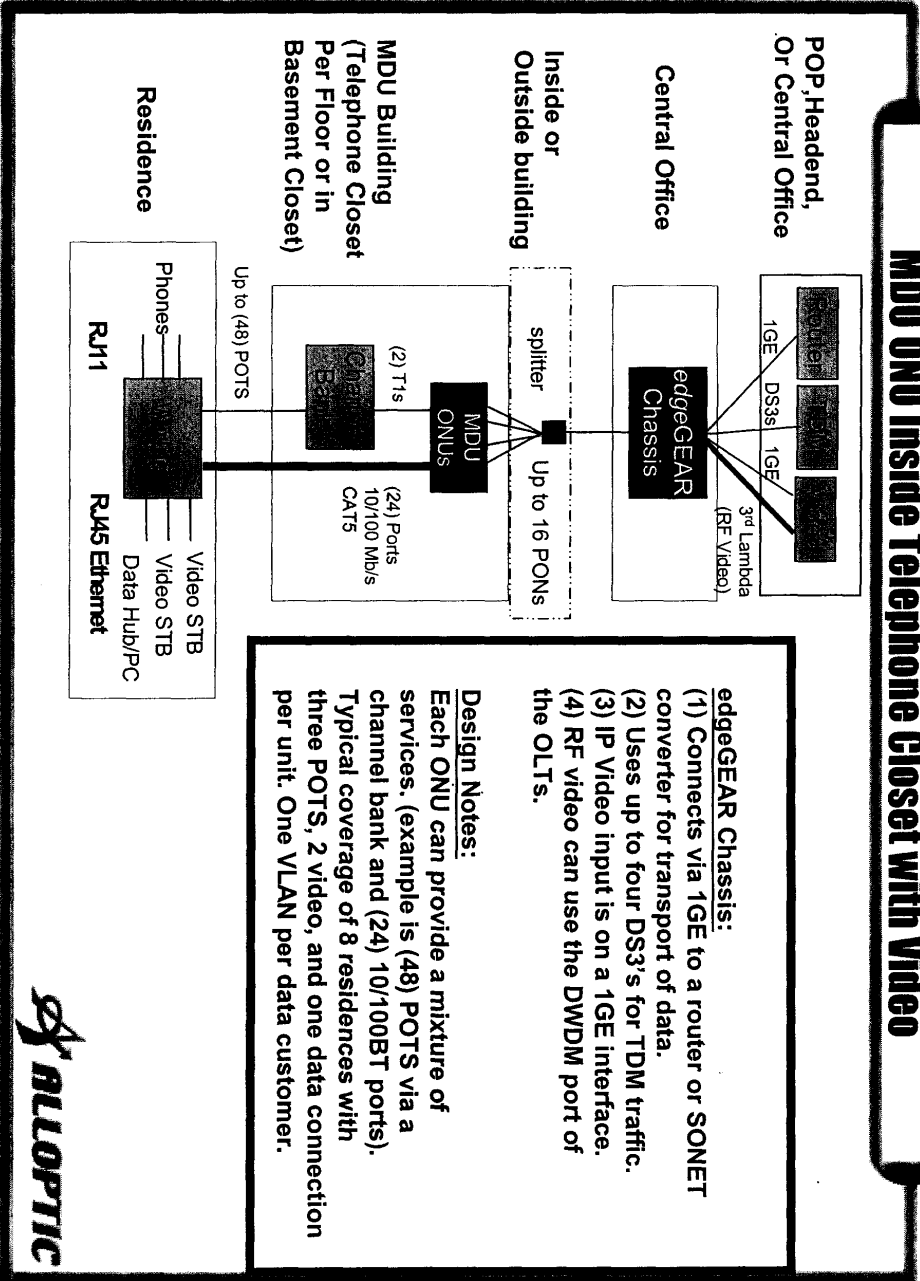 MDU ONU Inside Telephone Closet with Video
POP,Headend,
.Or Central Office
Central Office
Inside or
Outside building
MDU Building
(Telephone Closet
Per Floor or in
Basement Closet)
Residence
Router
1GE
DS3s
1GE
3rd Lambda
(RF Video)
edgeGEAR
Chassis
splitter
Up to 16 PONs
MDU
ONUs
(2) T1s
(24) Ports
10/100 Mb/s
CAT5
Up to (48) POTS
Phones
RJ11
RJ45 Ethernet
Video STB
Video STB
Data Hub/PC
edgeGEAR Chassis:
(1) Connects via 1GE to a router or SONET
converter for transport of data.
(2) Uses up to four DS3's for TDM traffic.
(3) IP Video input is on a 1GE interface.
(4) RF video can use the DWDM port of
the OLTs.
Design Notes:
Each ONU can provide a mixture of
services. (example is (48) POTS via a
channel bank and (24) 10/100BT ports).
Typical coverage of 8 residences with
three POTS, 2 video, and one data connection
per unit. One VLAN per data customer.
ALLOPTIC